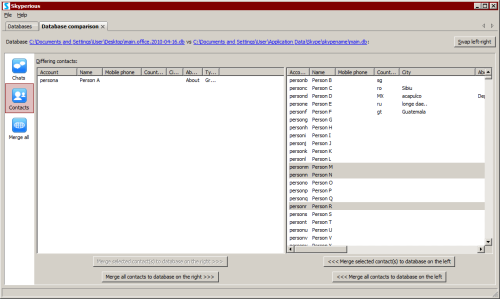 Skyperious
File Help
Databases Database comparison ×
Database C:\Documents and Settings\User\Desktop\main.office.2010-04-16.db vs C:\Documents and Settings\User\Application Data\Skype\skypename\main.db:
Swap left-right
Chats
Contacts
Merge all
Differing contacts:
Account Name Mobile phone Count... Ci... Ab... Ty...
persona Person A About Gr...
Acco... Name Mobile phone Count... City Ab
personb Person B sg
personc Person C ro Sibiu
persond Person D MX acapulco Dep
persone Person E ru longe dae..
personf Person F gt Guatemala
persong Person G
personh Person H
personi Person I
personj Person J
personk Person K
personl Person L
personm Person M
personn Person N
persono Person O
personp Person P
personq Person Q
personr Person R
persons Person S
persont Person T
personu Person U
personv Person V
Merge selected contact(s) to database on the right >>>
Merge all contacts to database on the right >>>
<<< Merge selected contact(s) to database on the left
<<< Merge all contacts to database on the left